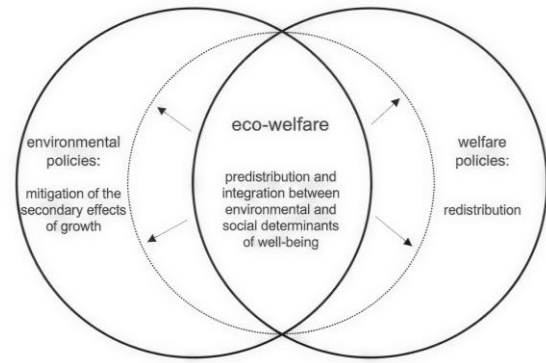 environmental
policies:
mitigation of the
secondary effects
of growth
eco-welfare
predistribution and
integration between
environmental and
social determinants
of well-being
welfare
policies:
redistribution